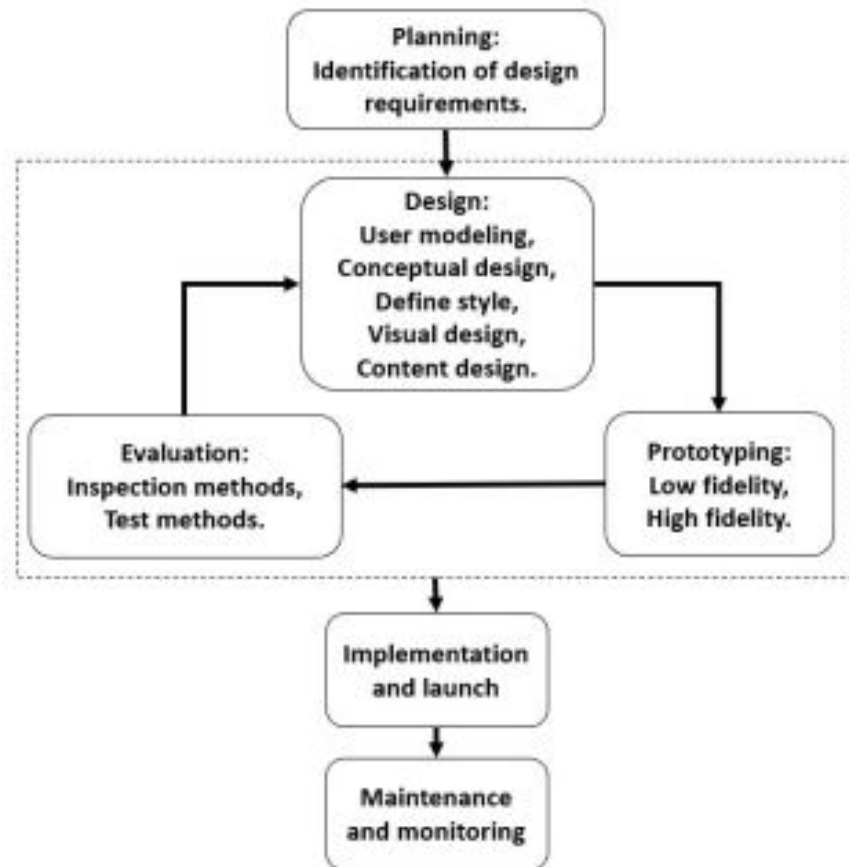 Planning:
Identification of design
requirements.
Design:
User modeling,
Conceptual design,
Define style,
Visual design,
Content design.
Evaluation:
Inspection methods,
Test methods.
Prototyping:
Low fidelity,
High fidelity.
Implementation
and launch
Maintenance
and monitoring